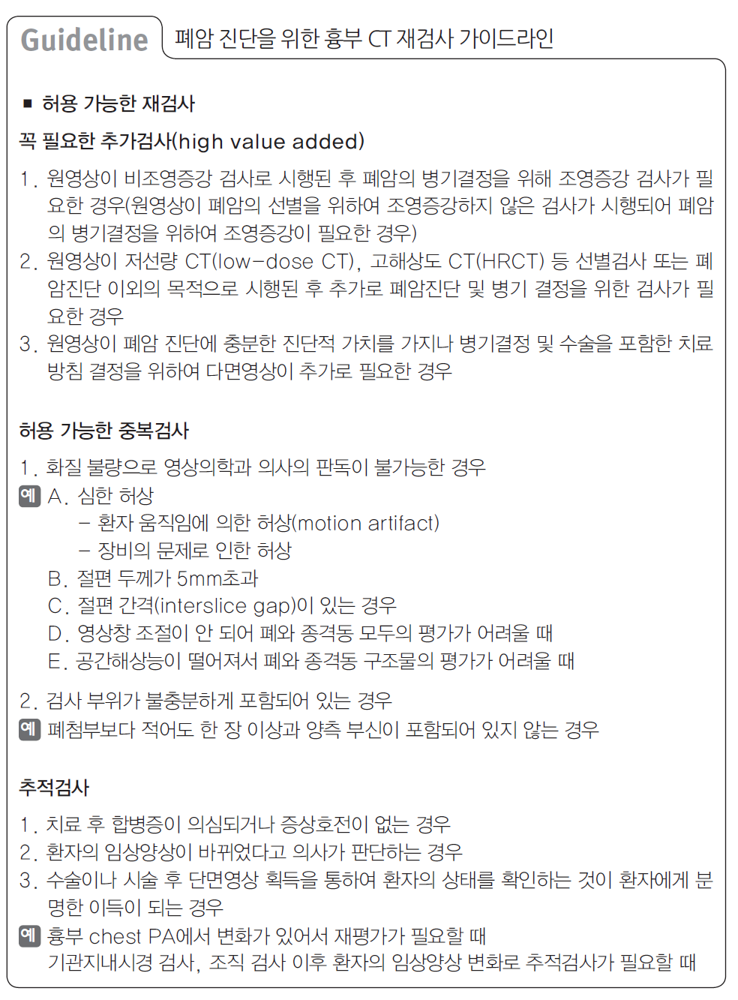 Guideline 폐암 진단을 위한 흉부 CT 재검사 가이드라인
■ 허용 가능한 재검사
꼭 필요한 추가검사(high value added)
1. 원영상이 비조영증강 검사로 시행된 후 폐암의 병기결정을 위해 조영증강 검사가 필
요한 경우(원영상이 폐암의 선별을 위하여 조영증강하지 않은 검사가 시행되어 폐암
의 병기결정을 위하여 조영증강이 필요한 경우)
2. 원영상이 저선량 CT(low-dose CT), 고해상도 CT(HRCT) 등 선별검사 또는 폐
암진단 이외의 목적으로 시행된 후 추가로 폐암진단 및 병기 결정을 위한 검사가 필
요한 경우
3. 원영상이 폐암 진단에 충분한 진단적 가치를 가지나 병기결정 및 수술을 포함한 치료
방침 결정을 위하여 다면영상이 추가로 필요한 경우
허용 가능한 중복검사
1. 화질 불량으로 영상의학과 의사의 판독이 불가능한 경우
예 A. 심한 허상
- 환자 움직임에 의한 허상(motion artifact)
- 장비의 문제로 인한 허상
B. 절편 두께가 5mm초과
C. 절편 간격(interslice gap)이 있는 경우
D. 영상창 조절이 안 되어 폐와 종격동 모두의 평가가 어려울 때
E. 공간해상능이 떨어져서 폐와 종격동 구조물의 평가가 어려울 때
2. 검사 부위가 불충분하게 포함되어 있는 경우
예 폐첨부보다 적어도 한 장 이상과 양측 부신이 포함되어 있지 않는 경우
추적검사
1. 치료 후 합병증이 의심되거나 증상호전이 없는 경우
2. 환자의 임상양상이 바뀌었다고 의사가 판단하는 경우
3. 수술이나 시술 후 단면영상 획득을 통하여 환자의 상태를 확인하는 것이 환자에게 분
명한 이득이 되는 경우
예 흉부 chest PA에서 변화가 있어서 재평가가 필요할 때
기관지내시경 검사, 조직 검사 이후 환자의 임상양상 변화로 추적검사가 필요할 때